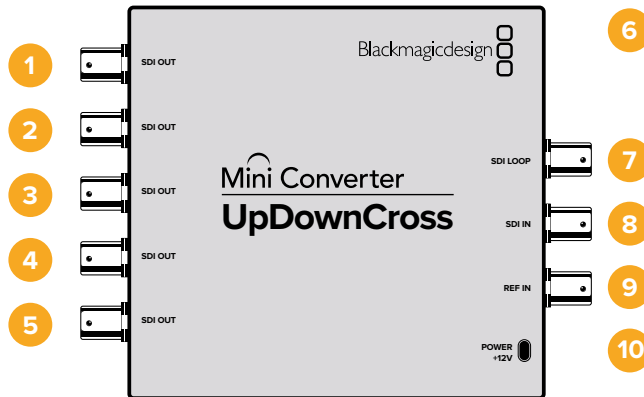 1
SDI OUT
2
SDI OUT
3
SDI OUT
4
SDI OUT
5
SDI OUT
Blackmagicdesign
Mini Converter
UpDownCross
6
SDI LOOP
7
SDI IN
8
REF IN
9
POWER
+12V
10